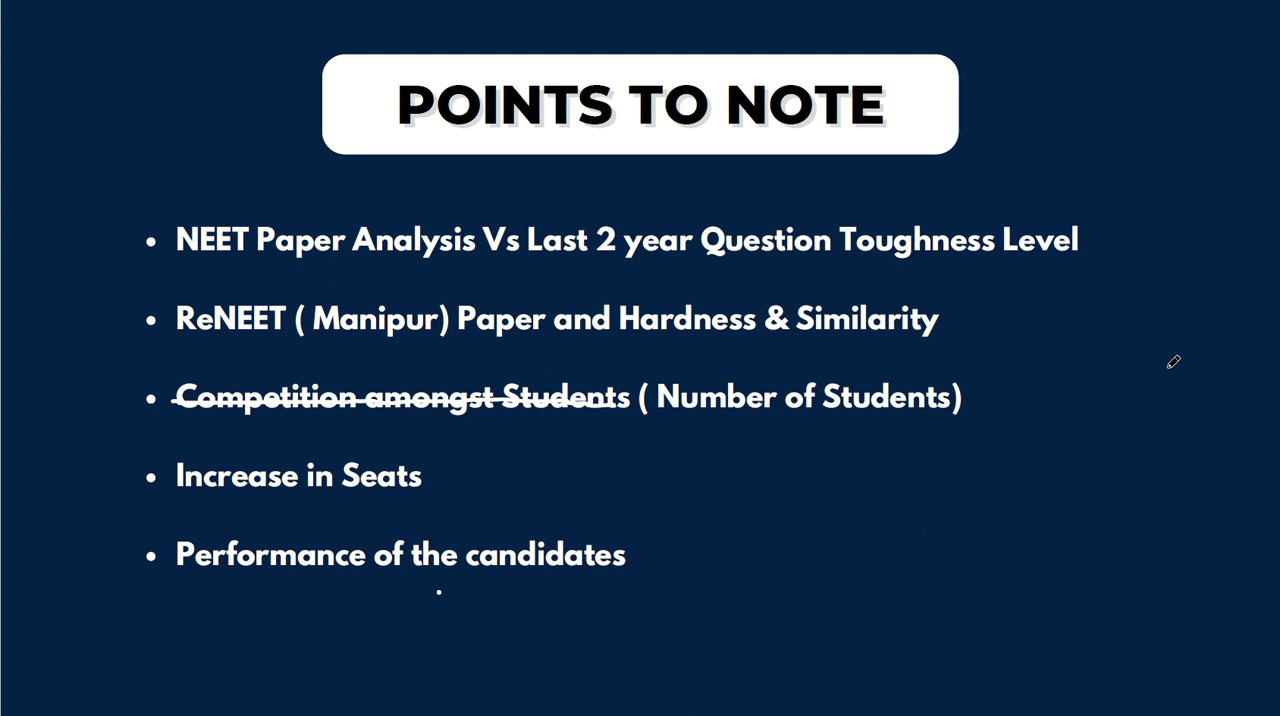 POINTS TO NOTE
• NEET Paper Analysis Vs Last 2 year Question Toughness Level
• ReNEET ( Manipur) Paper and Hardness & Similarity
• Competition amongst Students ( Number of Students)
• Increase in Seats
• Performance of the candidates